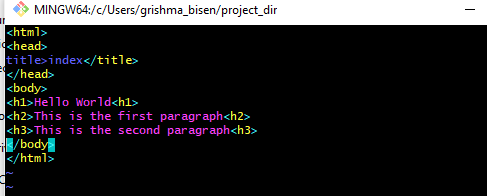 MINGW64:/c/Users/grishma_bisen/project_dir
<html>
<head>
title>index</title>
</head>
<body>
<h1>Hello World<h1>
<h2>This is the first paragraph<h2>
<h3>This is the second paragraph<h3>
</body>
</html>
~
~